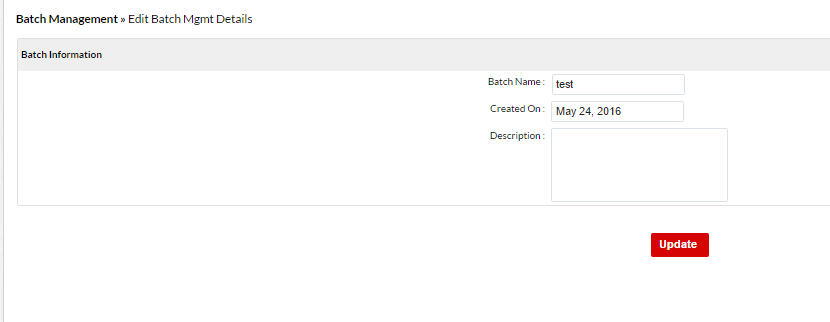 Batch Management » Edit Batch Mgmt Details
Batch Information
Batch Name : test
Created On : May 24, 2016
Description :
Update